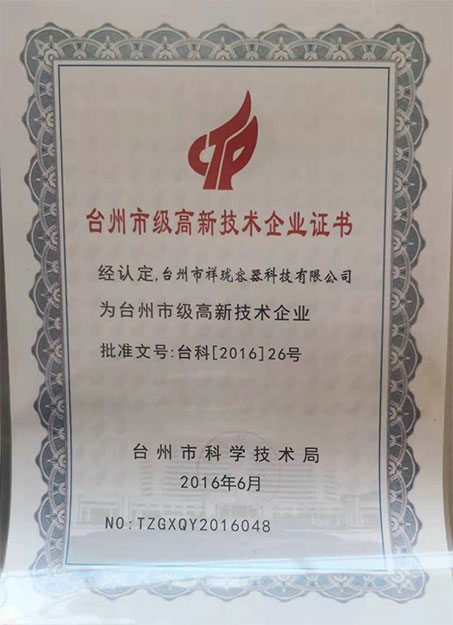 CTP
台州市级高新技术企业证书
经认定,台州市祥珑容器科技有限公司
为台州市级高新技术企业
批准文号:台科[2016]26号
台州市科学技术局
2016年6月
NO:TZGXQY2016048